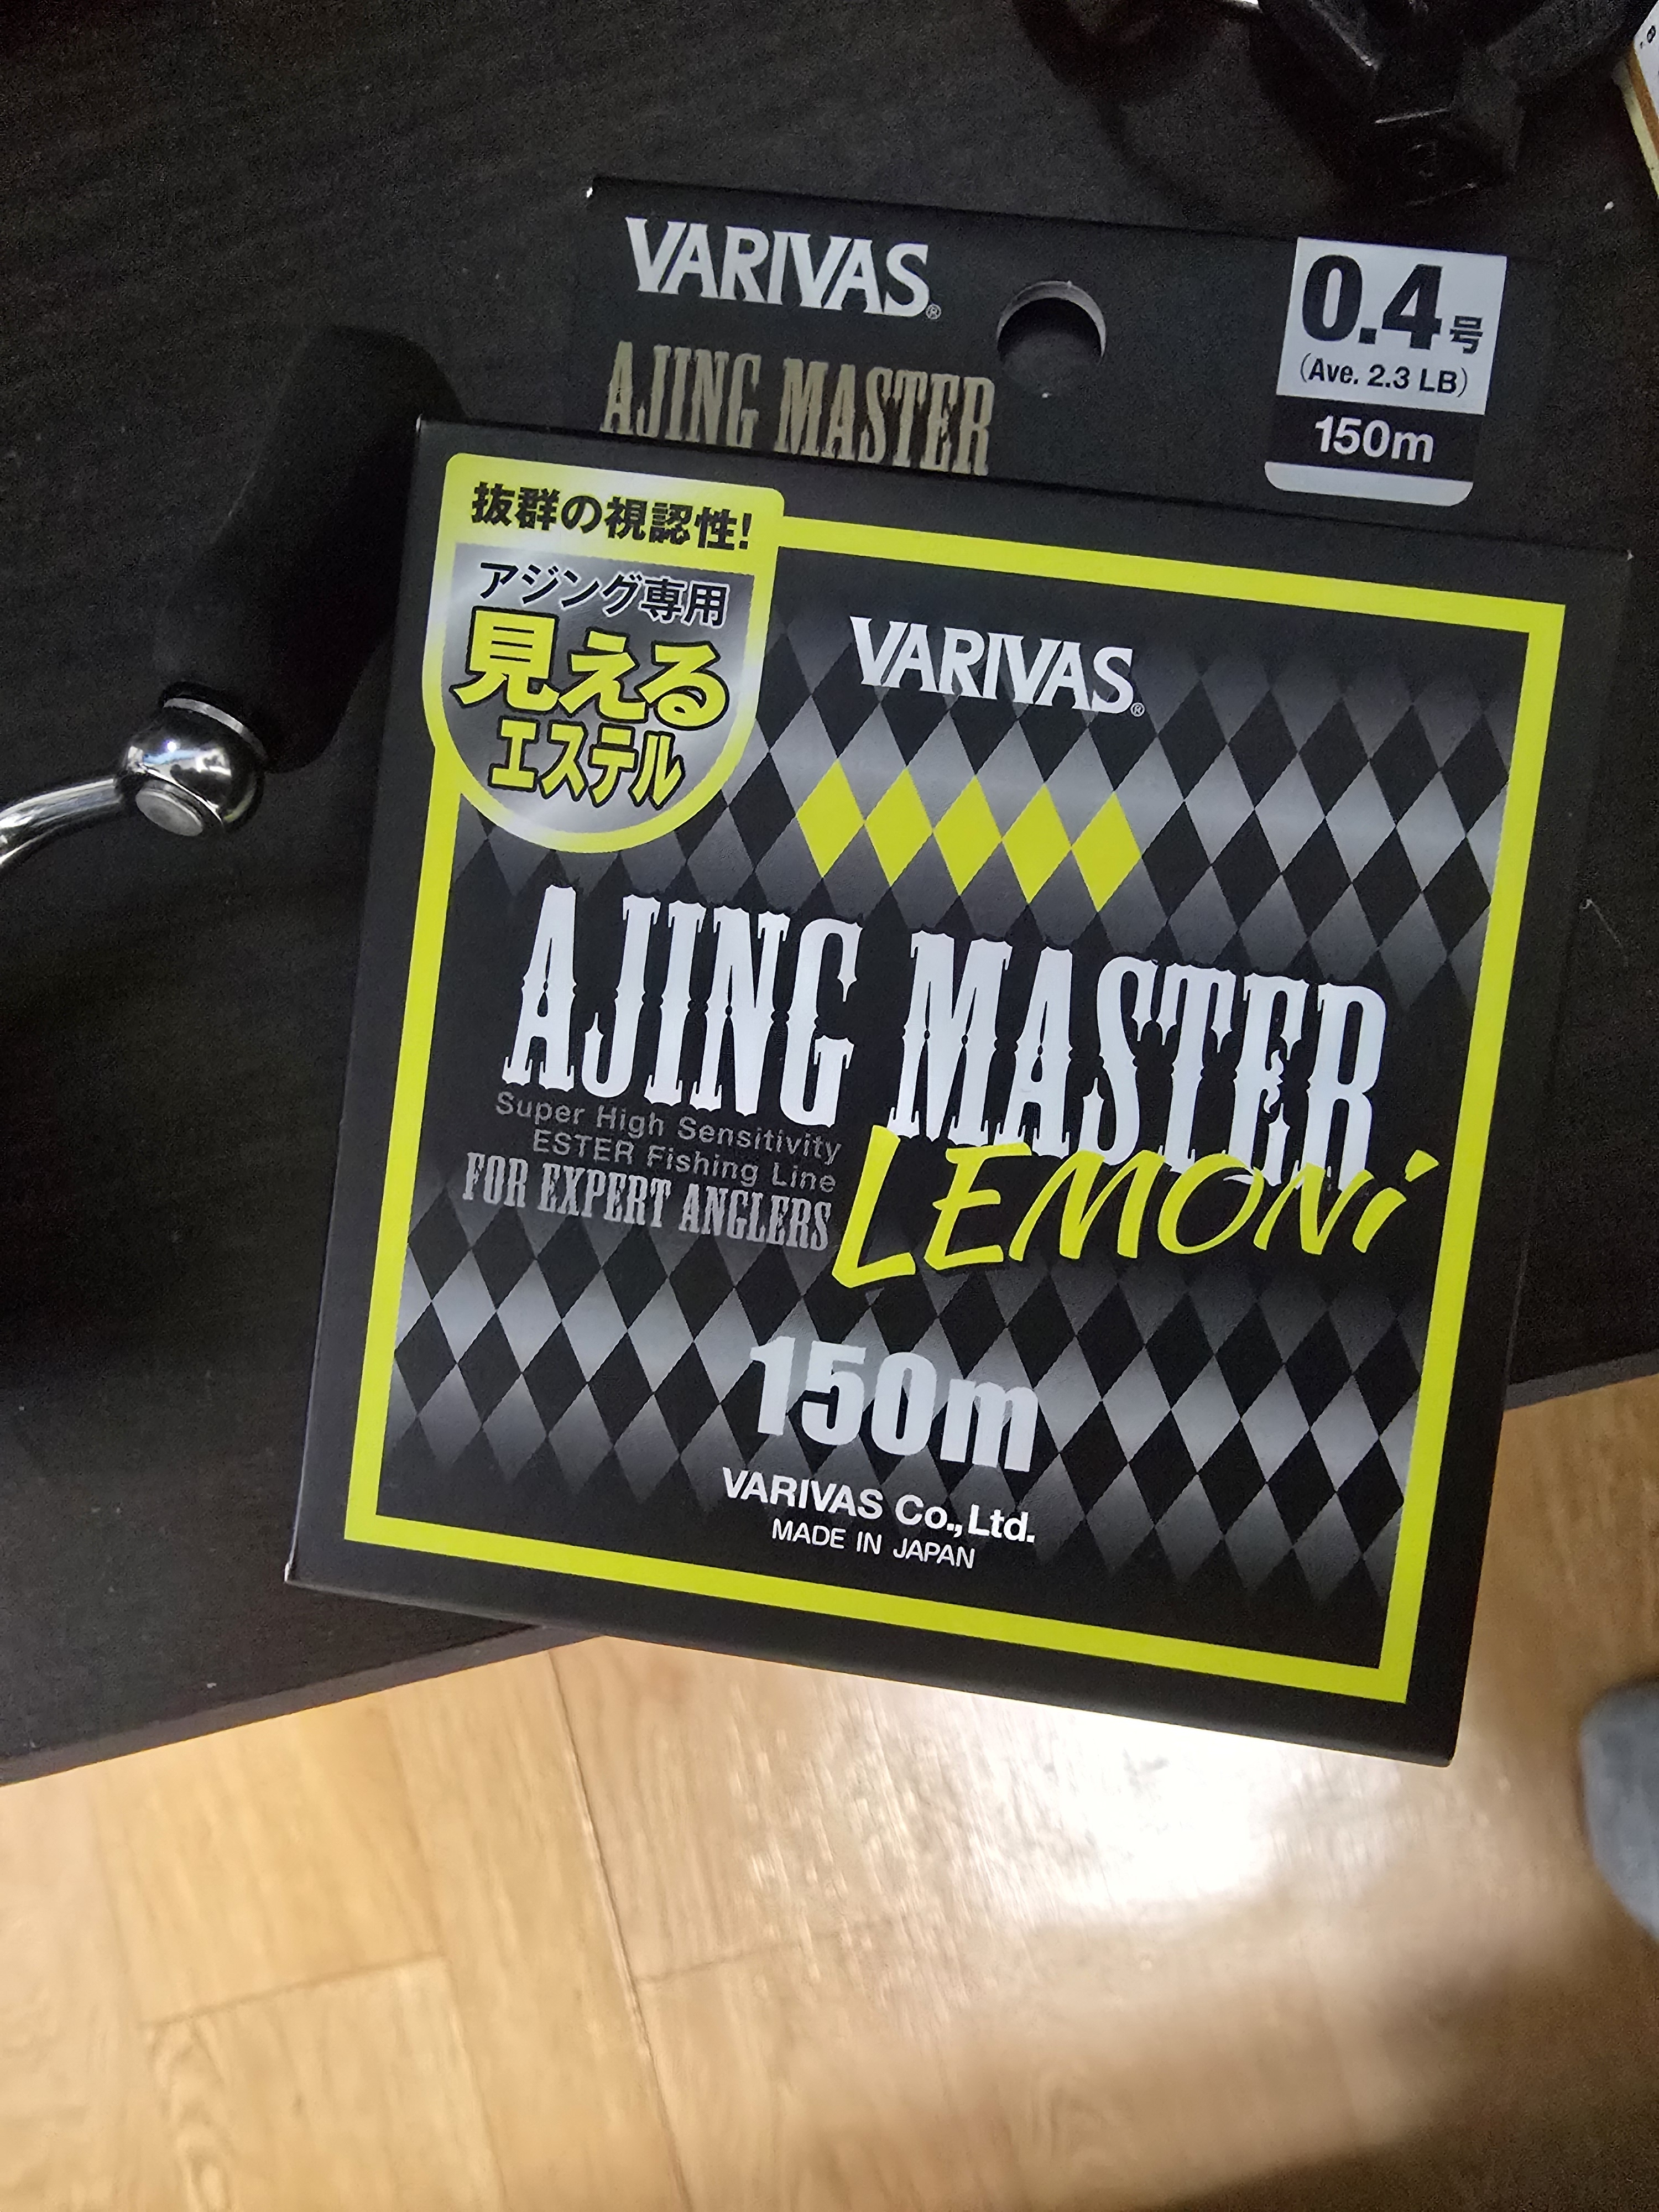 VARIVAS®
AJING MASTER
0.4号
(Ave. 2.3 LB)
150m
抜群の視認性!
アジング専用
見える
エステル
VARIVAS®
AJING MASTER
Super High Sensitivity
ESTER Fishing Line
FOR EXPERT ANGLERS
LEMONi
150m
VARIVAS Co.,Ltd.
MADE IN JAPAN